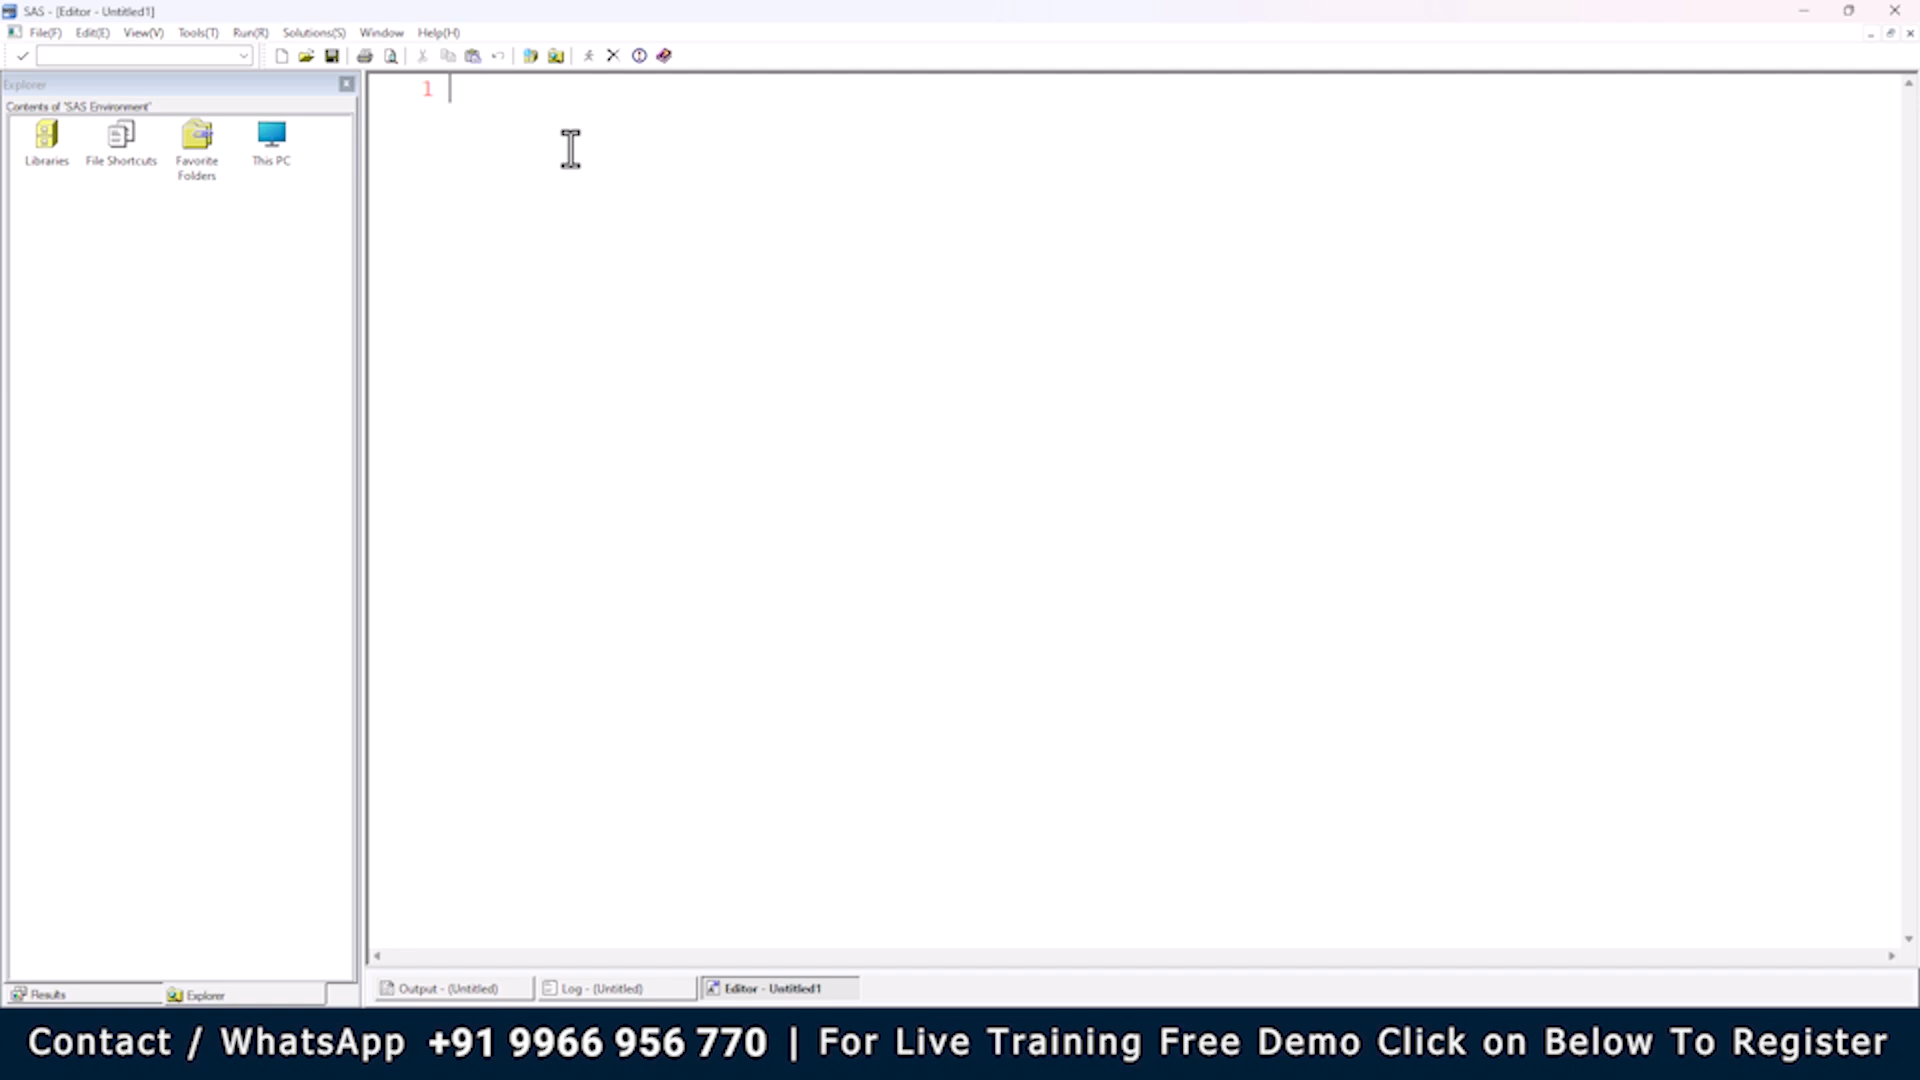 SAS - [Editor - Untitled1]
File(F) Edit(E) View(V) Tools(T) Run(R) Solutions(S) Window Help(H)
Explorer
Contents of 'SAS Environment'
Libraries File Shortcuts Favorite Folders This PC
1
Results Explorer
Output - (Untitled) Log - (Untitled) Editor - Untitled1
Contact / WhatsApp +91 9966 956 770 | For Live Training Free Demo Click on Below To Register